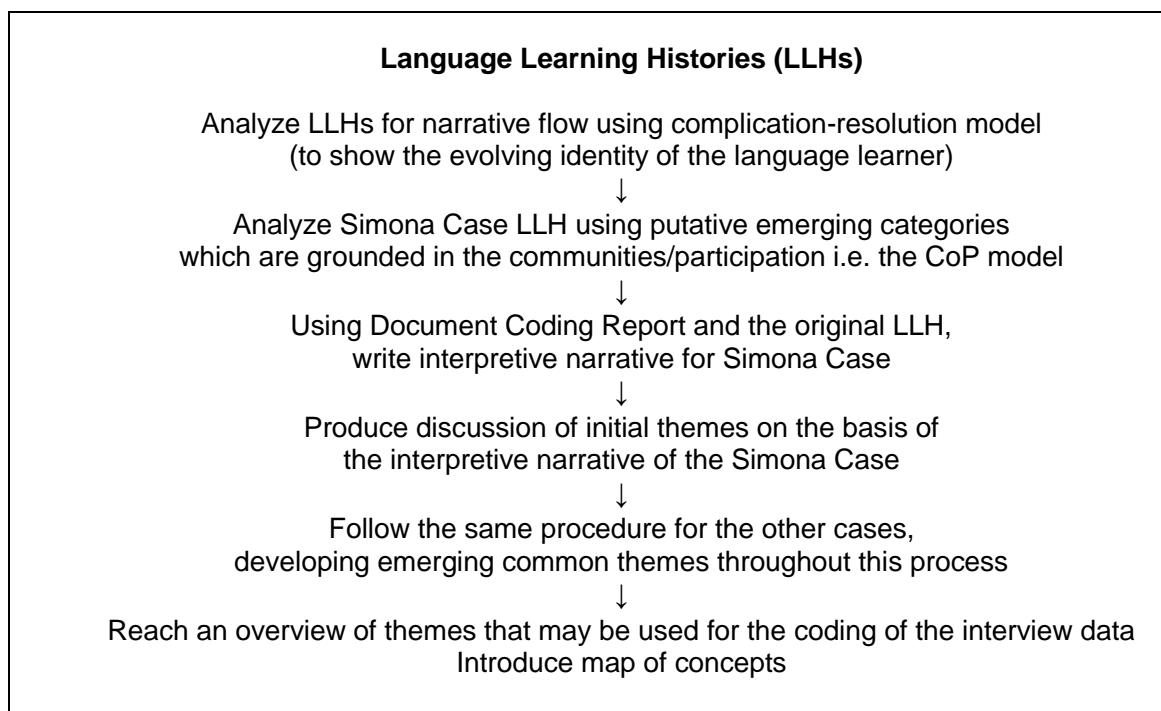 Language Learning Histories (LLHs)
Analyze LLHs for narrative flow using complication-resolution model
(to show the evolving identity of the language learner)
↓
Analyze Simona Case LLH using putative emerging categories
which are grounded in the communities/participation i.e. the CoP model
↓
Using Document Coding Report and the original LLH,
write interpretive narrative for Simona Case
↓
Produce discussion of initial themes on the basis of
the interpretive narrative of the Simona Case
↓
Follow the same procedure for the other cases,
developing emerging common themes throughout this process
↓
Reach an overview of themes that may be used for the coding of the interview data
Introduce map of concepts